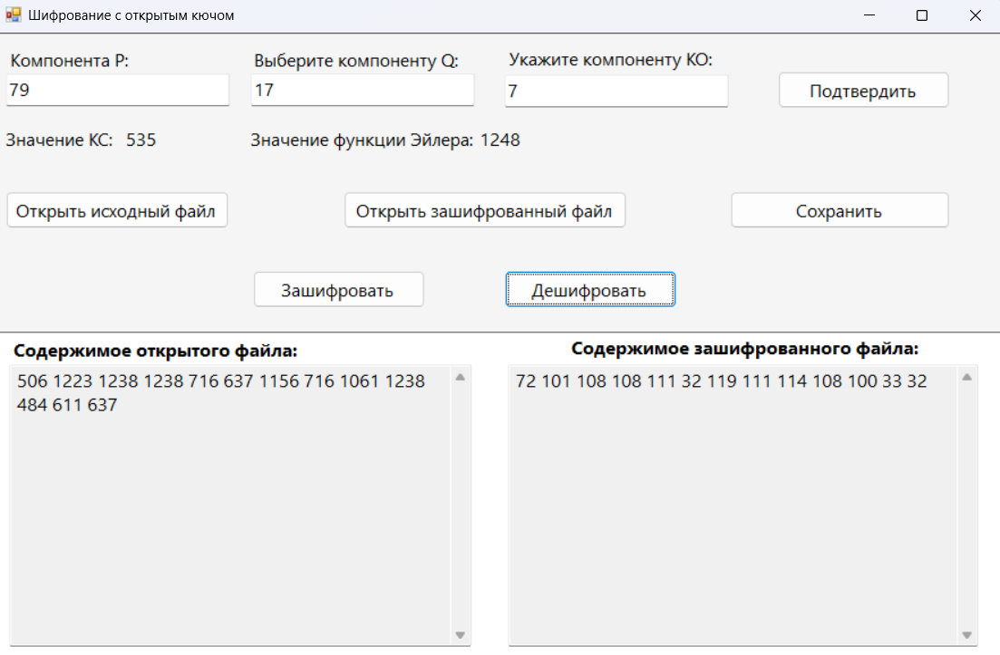 Шифрование с открытым кючом
Компонента P:
Выберите компоненту Q:
Укажите компоненту КО:
79
17
7
Подтвердить
Значение КС: 535
Значение функции Эйлера: 1248
Открыть исходный файл
Открыть зашифрованный файл
Сохранить
Зашифровать
Дешифровать
Содержимое открытого файла:
506 1223 1238 1238 716 637 1156 716 1061 1238
484 611 637
Содержимое зашифрованного файла:
72 101 108 108 111 32 119 111 114 108 100 33 32